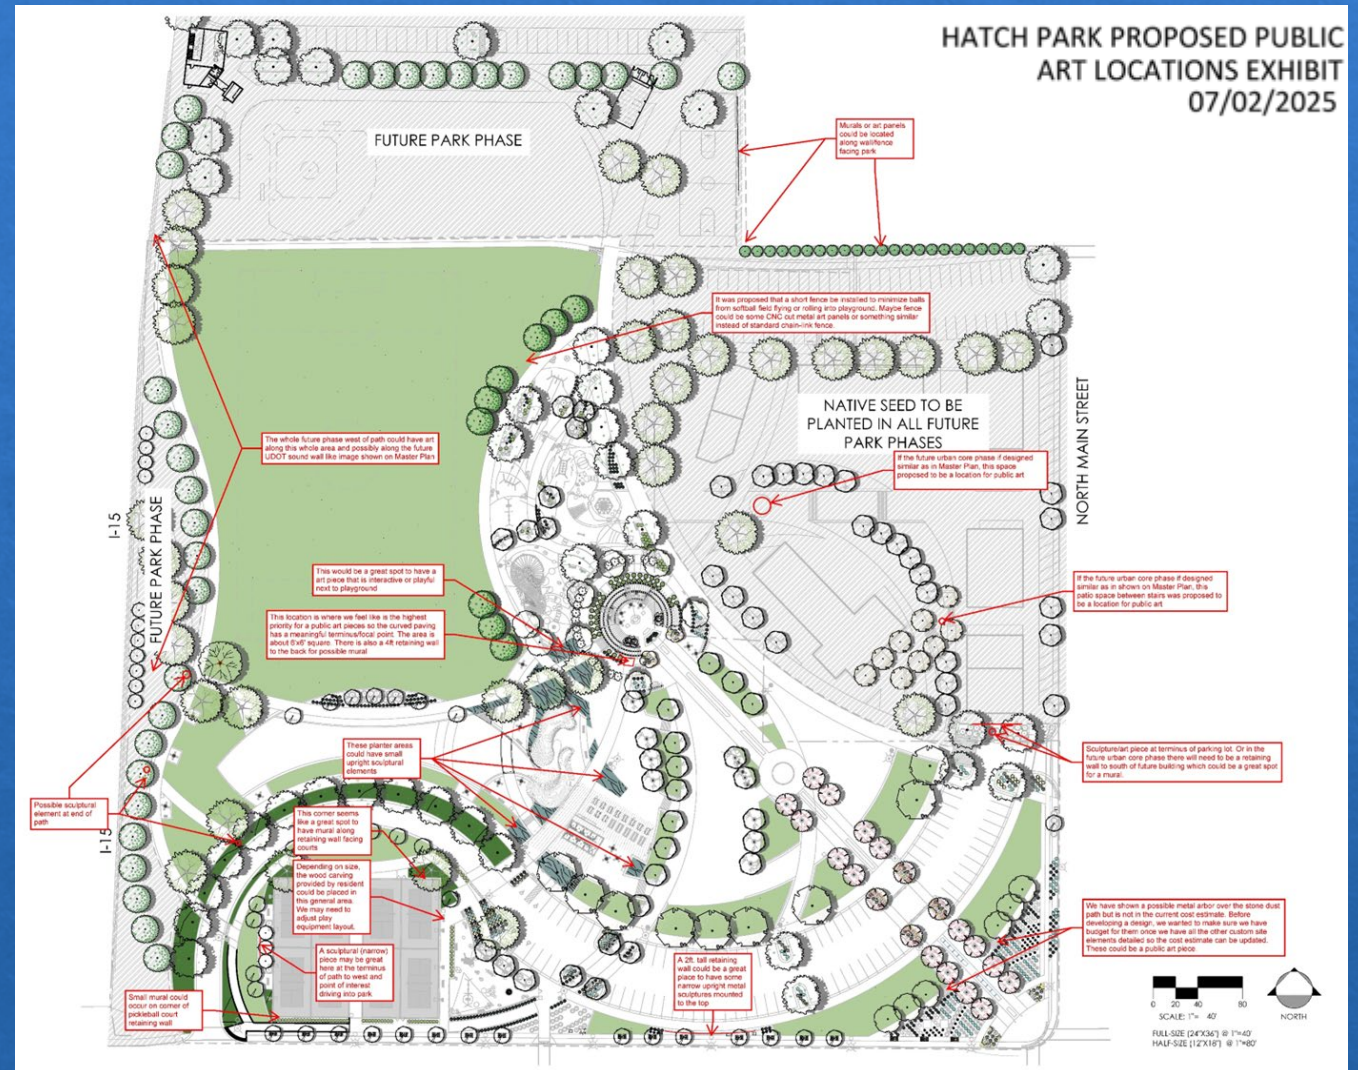 HATCH PARK PROPOSED PUBLIC
ART LOCATIONS EXHIBIT
07/02/2025
FUTURE PARK PHASE
Murals or art panels
could be located
along wall/fence
facing park
It was proposed that a short fence be installed to minimize balls
from softball field flying or rolling into playground. Maybe fence
could be some CNC cut metal art panels or something similar
instead of standard chain-link fence.
NATIVE SEED TO BE
PLANTED IN ALL FUTURE
PARK PHASES
NORTH MAIN STREET
The whole future phase west of path could have art
along this whole area and possibly along the future
UDOT sound wall like image shown on Master Plan
If the future urban core phase if designed
similar as in Master Plan, this space
proposed to be a location for public art
I-15
FUTURE PARK PHASE
This would be a great spot to have a
art piece that is interactive or playful
next to playground
This location is where we feel like is the highest
priority for a public art pieces so the curved paving
has a meaningful terminus/focal point. The area is
about 6'x6' square. There is also a 4ft retaining wall
to the back for possible mural
If the future urban core phase if designed
similar as in shown on Master Plan, this
patio space between stairs was proposed to
be a location for public art
These planter areas
could have small
upright sculptural
elements
Sculpture/art piece at terminus of parking lot. Or in the
future urban core phase there will need to be a retaining
wall to south of future building which could be a great spot
for a mural.
Possible sculptural
element at end of
path
I-15
This corner seems
like a great spot to
have mural along
retaining wall facing
courts
Depending on size,
the wood carving
provided by resident
could be placed in
this general area.
We may need to
adjust play
equipment layout.
A sculptural (narrow)
piece may be great
here at the terminus
of path to west and
point of interest
driving into park
Small mural could
occur on corner of
pickleball court
retaining wall
A 2ft. tall retaining
wall could be a great
place to have some
narrow upright metal
sculptures mounted
to the top
We have shown a possible metal arbor over the stone dust
path but is not in the current cost estimate. Before
developing a design, we wanted to make sure we have
budget for them once we have all the other custom site
elements detailed so the cost estimate can be updated.
These could be a public art piece
0 20 40 80
SCALE: 1"= 40'
NORTH
FULL-SIZE (24"X36") @ 1"=40'
HALF-SIZE (12"X18") @ 1"=80'